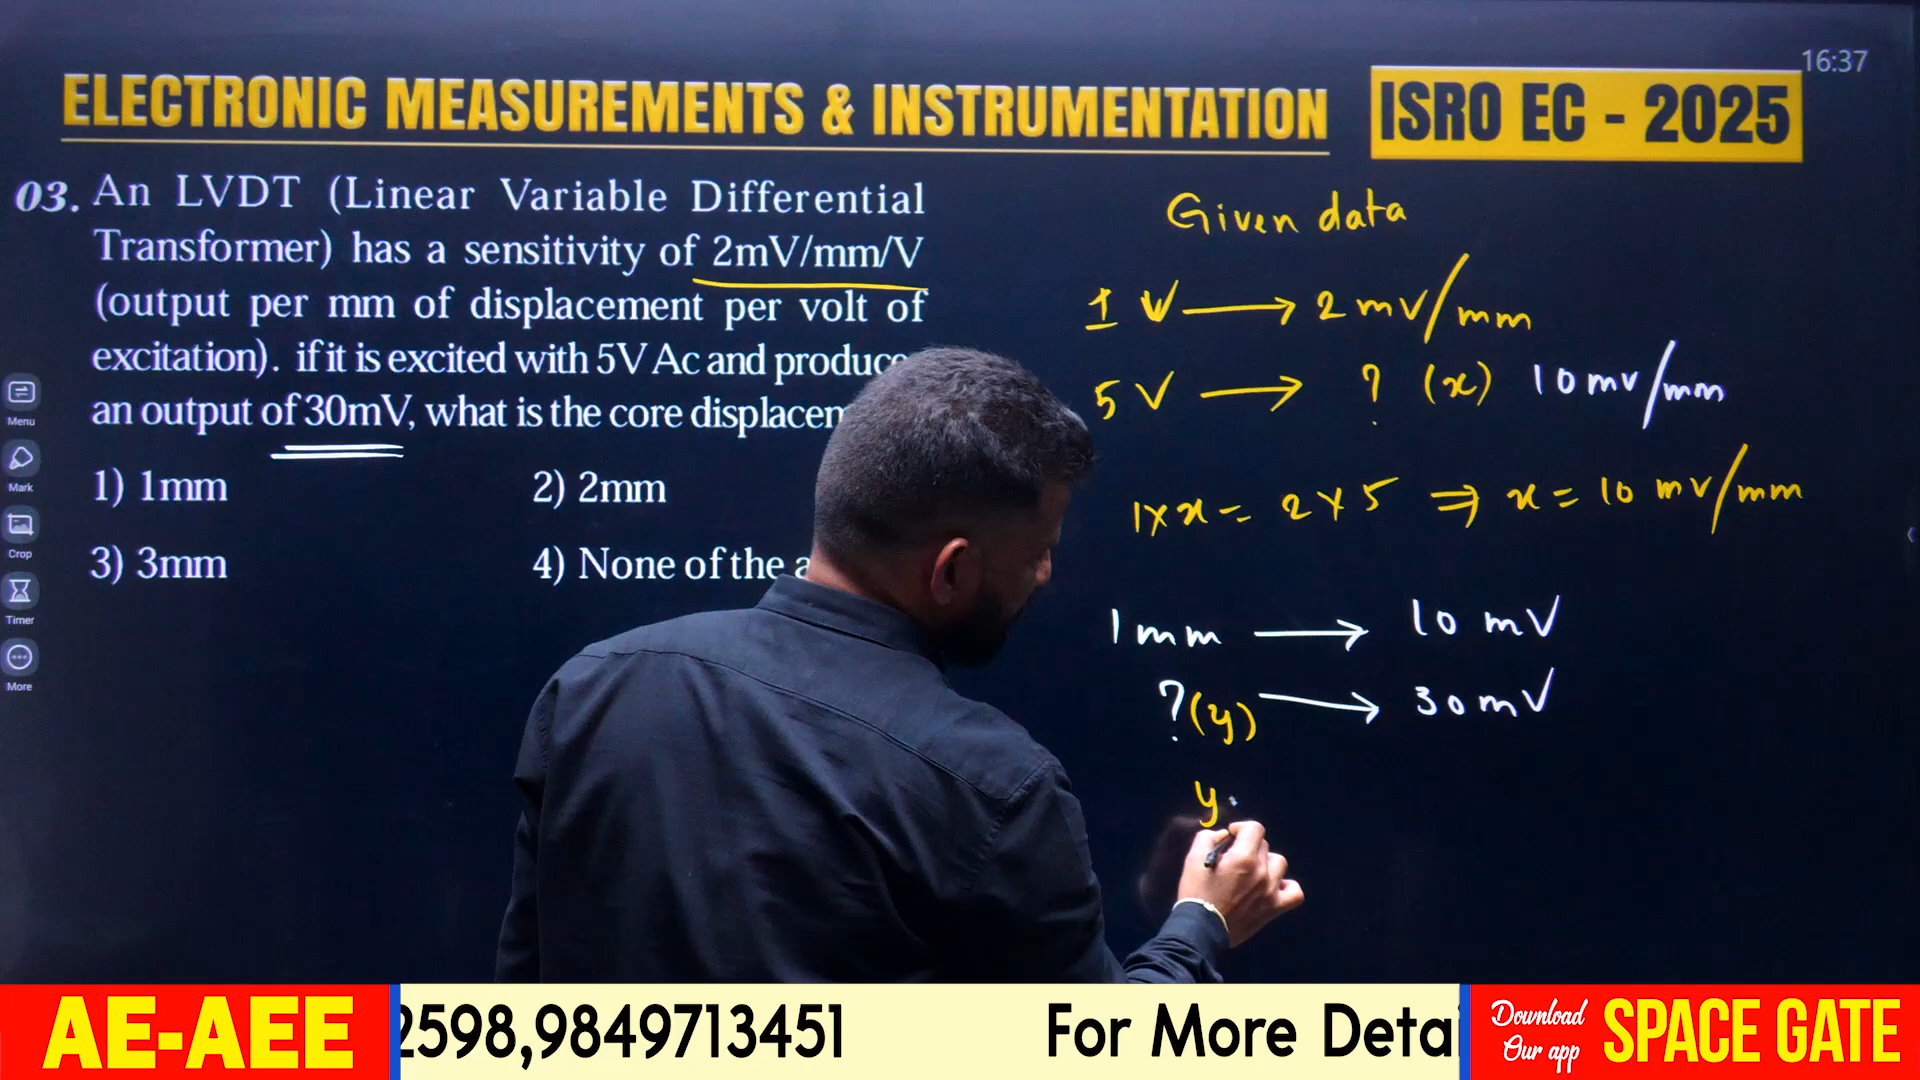 16:37
ELECTRONIC MEASUREMENTS & INSTRUMENTATION
ISRO EC - 2025
03. An LVDT (Linear Variable Differential
Transformer) has a sensitivity of 2mV/mm/V
(output per mm of displacement per volt of
excitation). if it is excited with 5V Ac and produc
an output of 30mV, what is the core displacem
1) 1mm
2) 2mm
3) 3mm
4) None of the a
Given data
1 V → 2 mV/mm
5 V → ? (x) 10 mv/mm
1 x x = 2 x 5 ⇒ x = 10 mv/mm
1 mm → 10 mV
? (y) → 30 mV
y
Menu
Mark
Crop
Timer
More
AE-AEE
2598,9849713451
For More Detai
Download
Our app
SPACE GATE